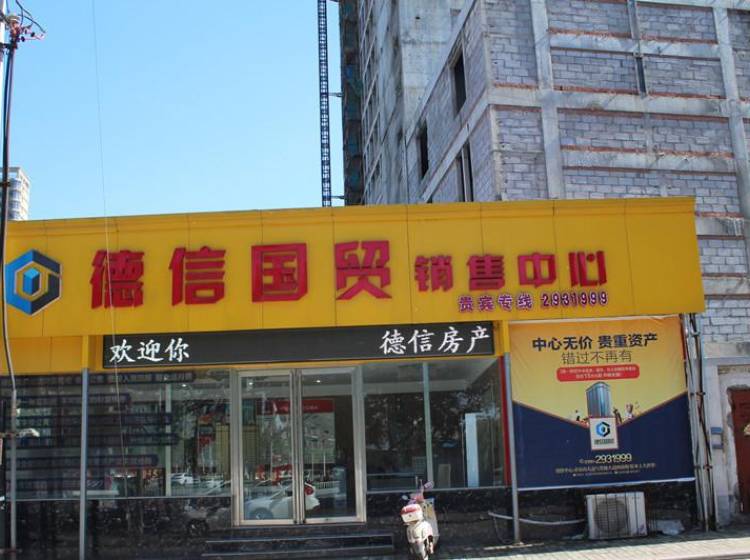 德信国贸 销售中心
贵宾专线 2931999
欢迎你 德信房产
中心无价 贵重资产
错过不再有
2931999